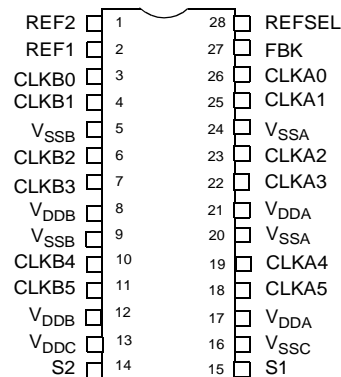 REF2 1 28 REFSEL
REF1 2 27 FBK
CLKB0 3 26 CLKA0
CLKB1 4 25 CLKA1
VSSB 5 24 VSSA
CLKB2 6 23 CLKA2
CLKB3 7 22 CLKA3
VDDB 8 21 VDDA
VSSB 9 20 VSSA
CLKB4 10 19 CLKA4
CLKB5 11 18 CLKA5
VDDB 12 17 VDDA
VDDC 13 16 VSSC
S2 14 15 S1